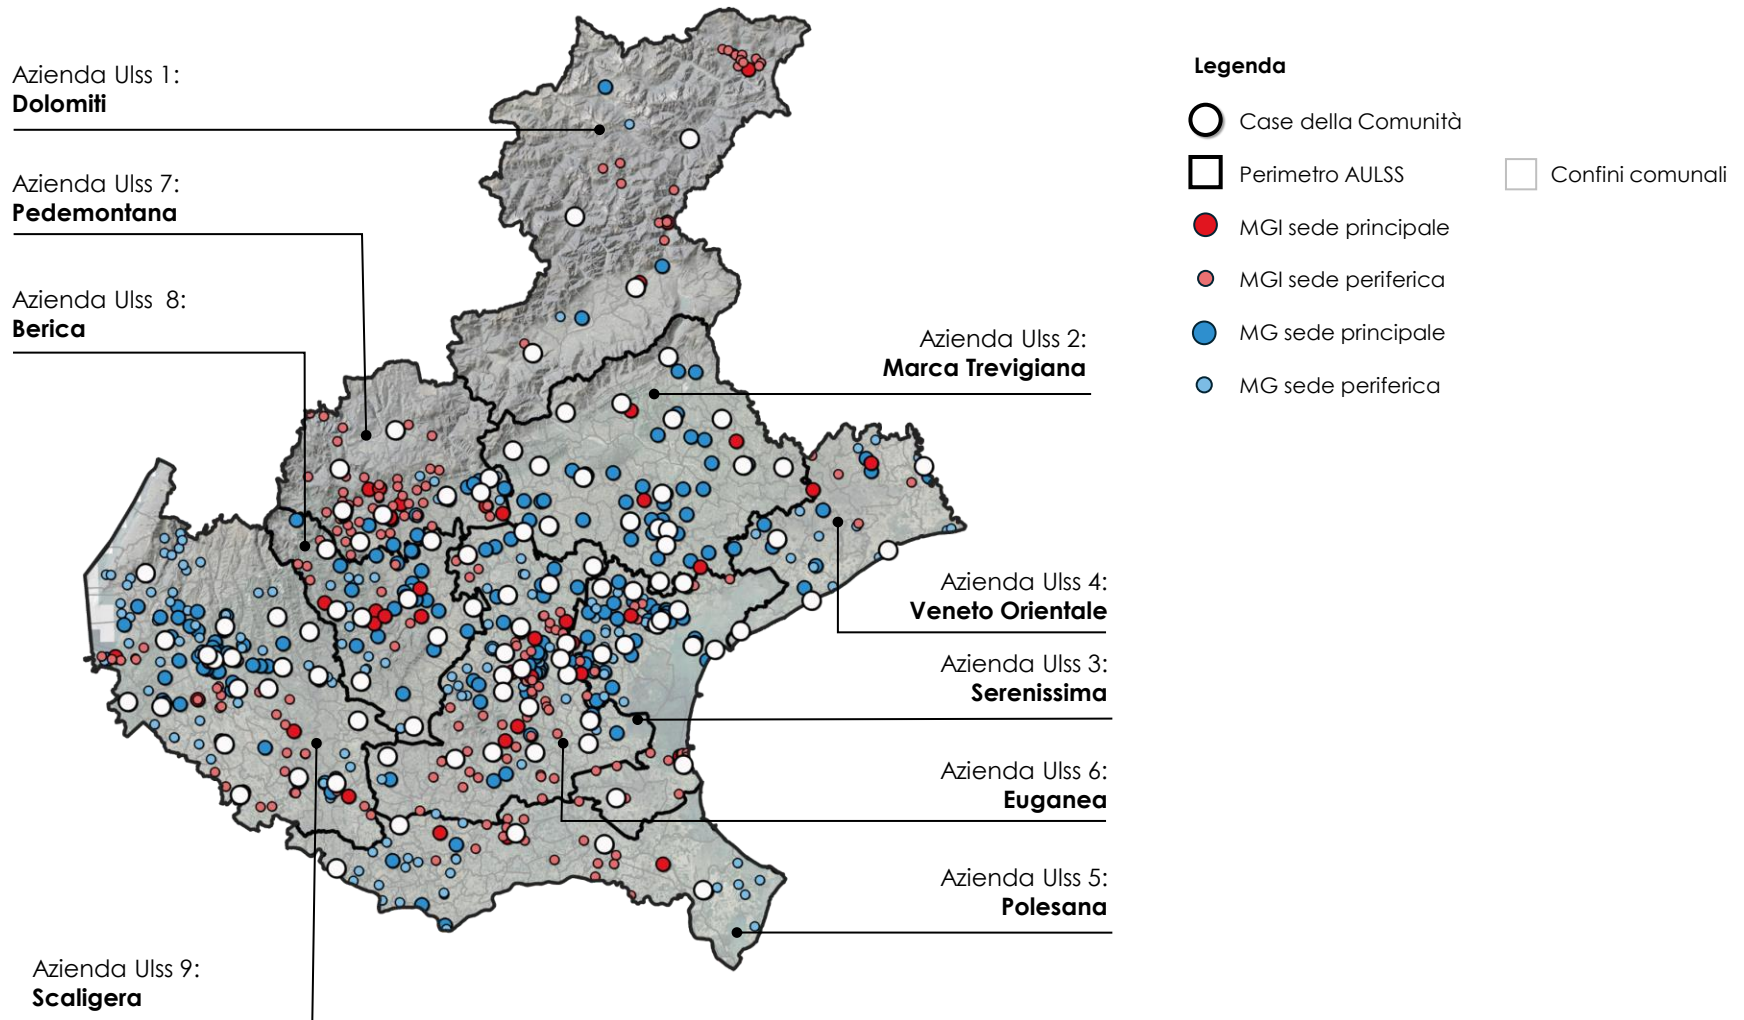 Azienda Ulss 1:
Dolomiti
Azienda Ulss 7:
Pedemontana
Azienda Ulss 8:
Berica
Azienda Ulss 2:
Marca Trevigiana
Azienda Ulss 4:
Veneto Orientale
Azienda Ulss 3:
Serenissima
Azienda Ulss 6:
Euganea
Azienda Ulss 5:
Polesana
Azienda Ulss 9:
Scaligera
Legenda
Case della Comunità
Perimetro AULSS
Confini comunali
MGI sede principale
MGI sede periferica
MG sede principale
MG sede periferica